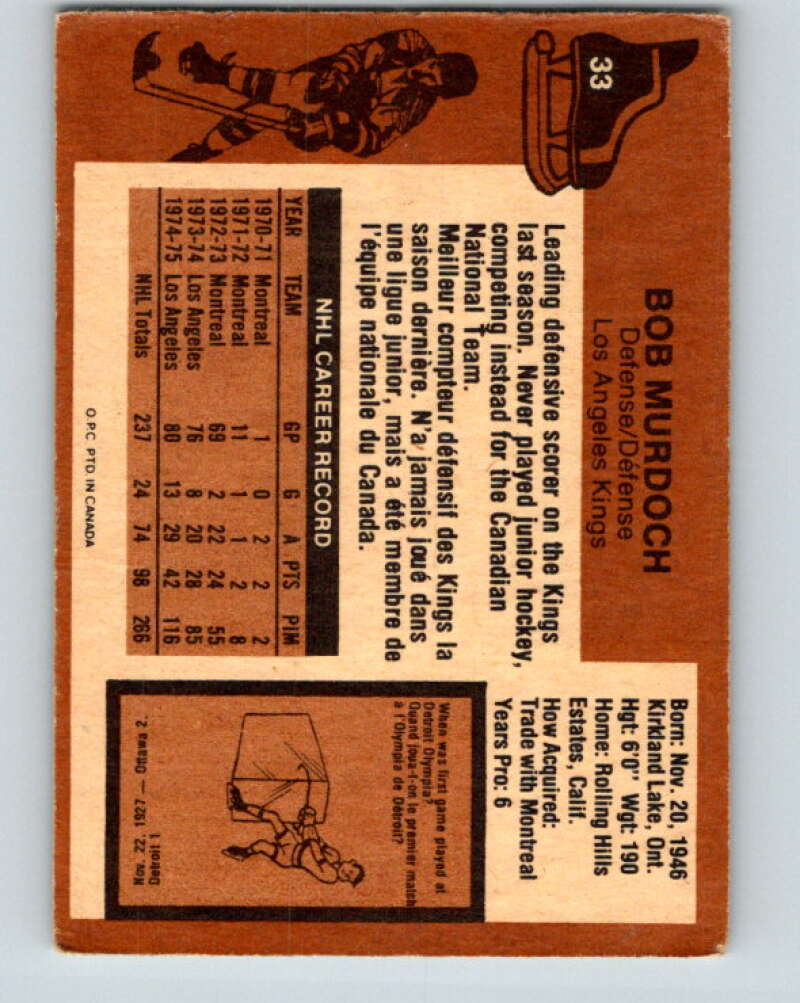 33
BOB MURDOCH
Defense/Défense
Los Angeles Kings
Born: Nov. 20, 1946
Kirkland Lake, Ont.
Hgt: 6'0" Wgt: 190
Home: Rolling Hills
Estates, Calif.
How Acquired:
Trade with Montreal
Years Pro: 6
Leading defensive scorer on the Kings
last season. Never played junior hockey,
competing instead for the Canadian
National Team.
Meilleur compteur défensif des Kings la
saison dernière. N'a jamais joué dans
une ligue junior, mais a été membre de
l'équipe nationale du Canada.
NHL CAREER RECORD
YEAR TEAM GP G A PTS PIM
1970-71 Montreal 1 0 2 2 2
1971-72 Montreal 11 1 1 2 8
1972-73 Montreal 69 2 22 24 55
1973-74 Los Angeles 76 8 20 28 85
1974-75 Los Angeles 80 13 29 42 116
NHL Totals 237 24 74 98 266
When was first game played at
Detroit Olympia?
Quand joua-t-on le premier match
à l'Olympia de Détroit?
Nov. 22, 1927 — Ottawa 2,
Detroit 1
O.P.C. PTD. IN CANADA